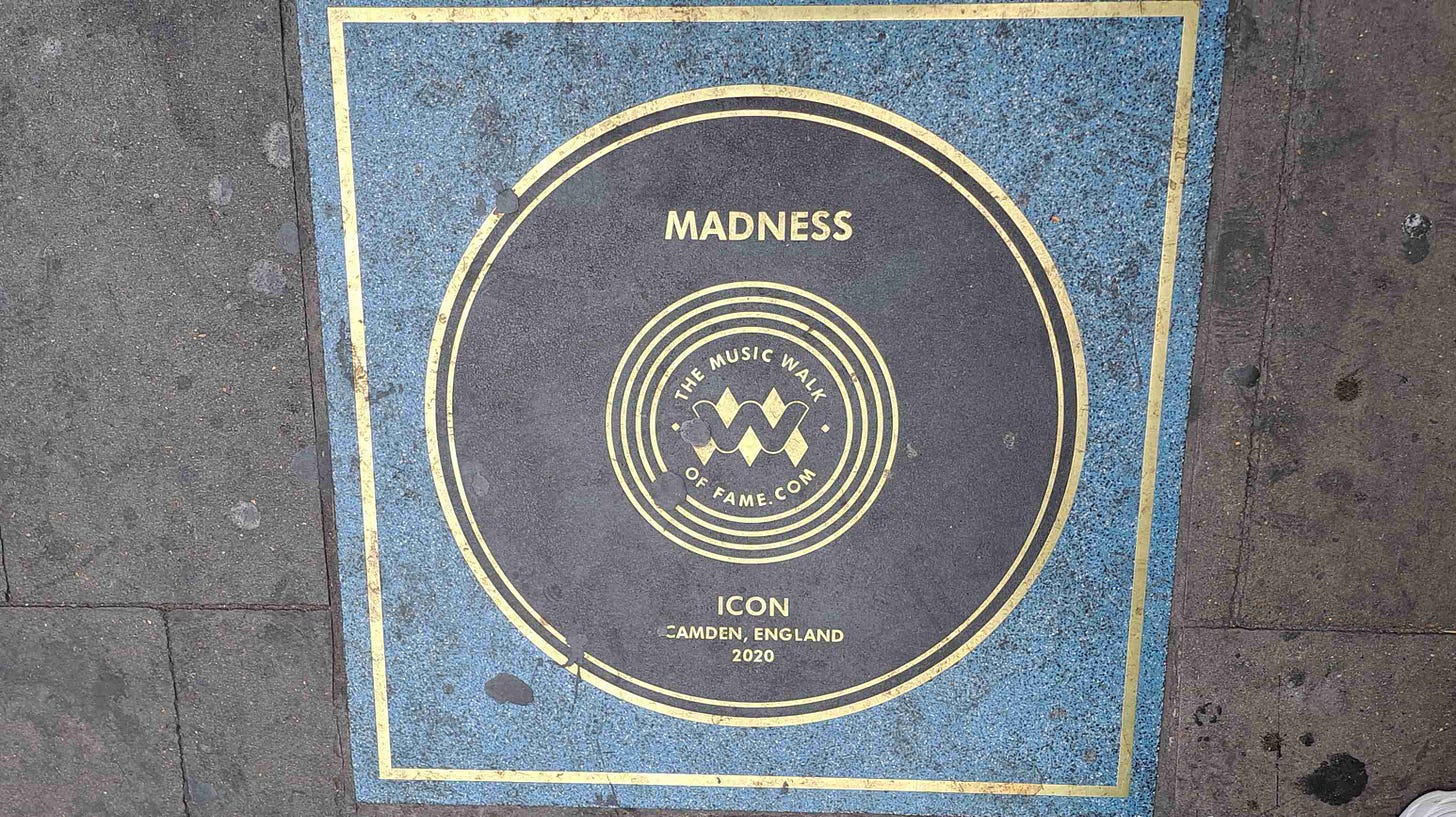 MADNESS
THE MUSIC WALK
OF FAME.COM
ICON
CAMDEN, ENGLAND
2020